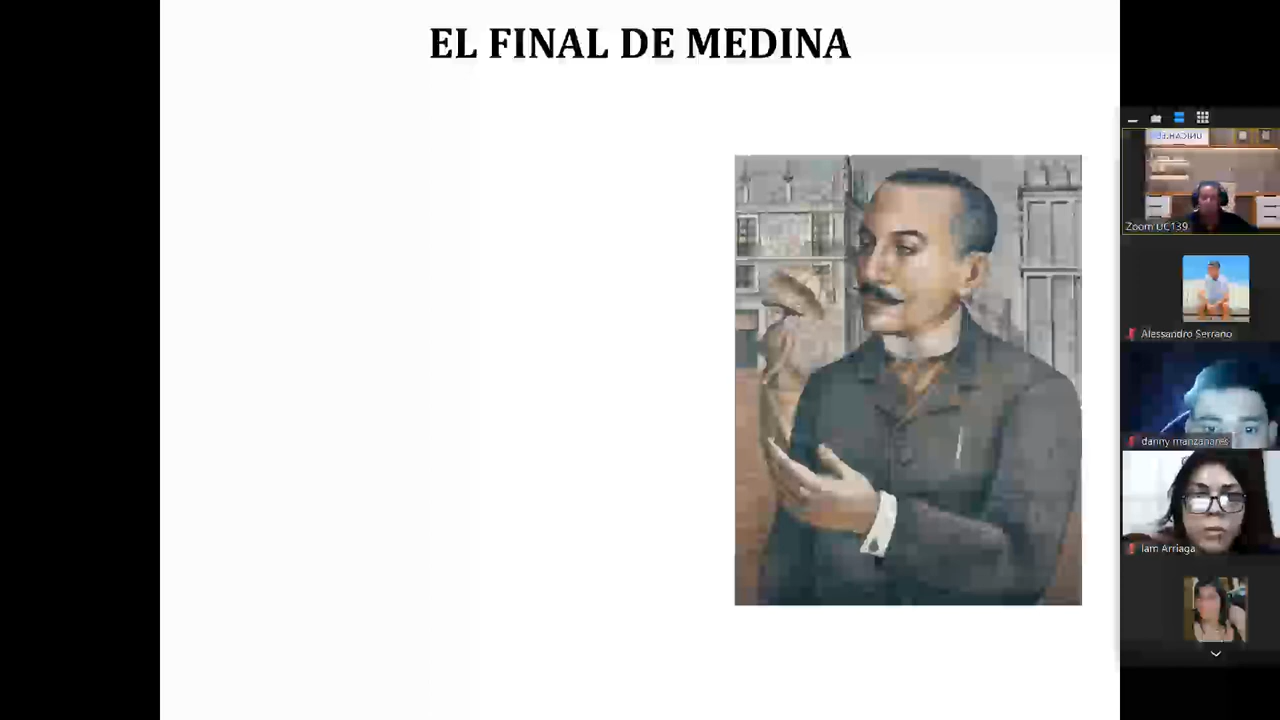 EL FINAL DE MEDINA
Zoom UC139
Alessandro Serrano
danny manzanares
Iam Arriaga